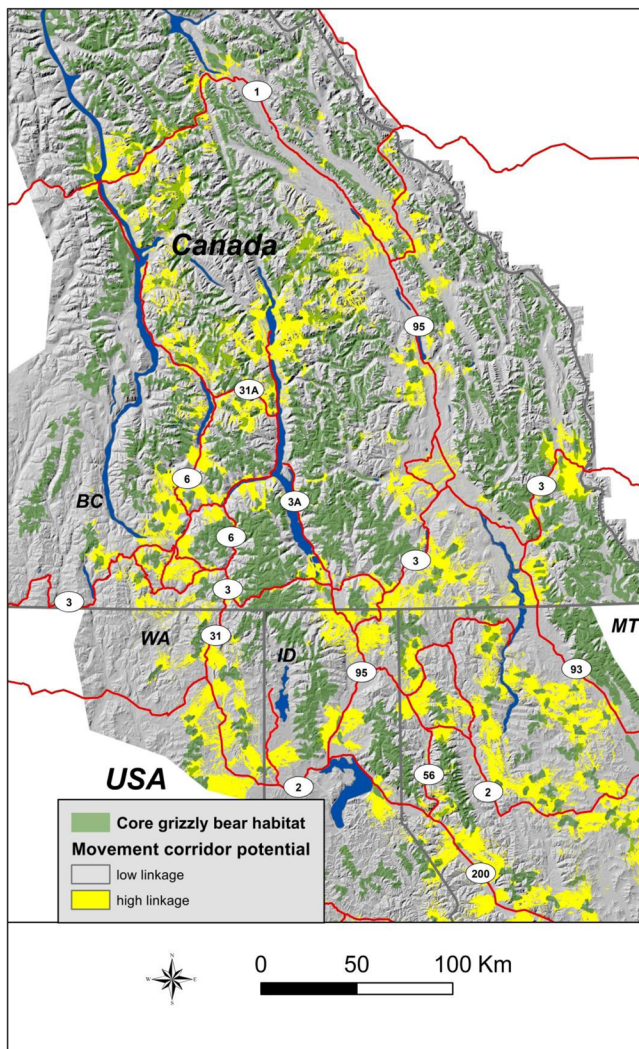 1
Canada
95
31A
BC
6
3A
3
6
3
3
3
WA
31
ID
95
MT
93
USA
2
56
2
200
Core grizzly bear habitat
Movement corridor potential
low linkage
high linkage
N
W E
S
0 50 100 Km